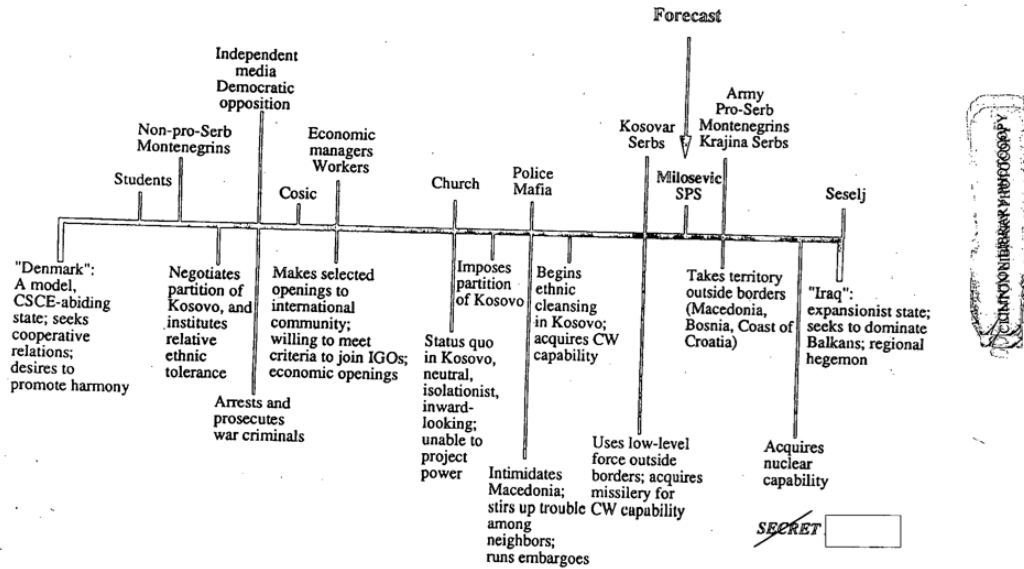 Forecast
Independent
media
Democratic
opposition
Army
Pro-Serb
Montenegrins
Krajina Serbs
Non-pro-Serb
Montenegrins
Economic
managers
Workers
Kosovar
Serbs
Students
Cosic
Church
Police
Mafia
Milosevic
SPS
Seselj
"Denmark":
A model,
CSCE-abiding
state; seeks
cooperative
relations;
desires to
promote harmony
Negotiates
partition of
Kosovo, and
institutes
relative
ethnic
tolerance
Arrests and
prosecutes
war criminals
Makes selected
openings to
international
community;
willing to meet
criteria to join IGOs;
economic openings
Status quo
in Kosovo,
neutral,
isolationist,
inward-
looking;
unable to
project
power
Imposes
partition
of Kosovo
Intimidates
Macedonia;
stirs up trouble
among
neighbors;
runs embargoes
Begins
ethnic
cleansing
in Kosovo;
acquires CW
capability
Uses low-level
force outside
borders; acquires
missilery for
CW capability
Takes territory
outside borders
(Macedonia,
Bosnia, Coast of
Croatia)
Acquires
nuclear
capability
"Iraq":
expansionist state;
seeks to dominate
Balkans; regional
hegemon
SECRET
CLINTON LIBRARY PHOTOCOPY